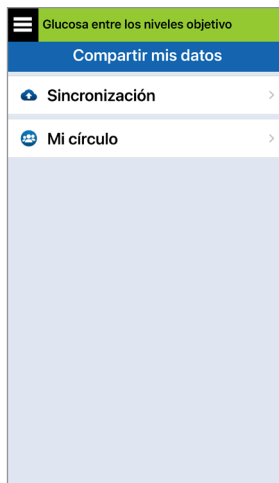 Glucosa entre los niveles objetivo
Compartir mis datos
Sincronización
Mi círculo